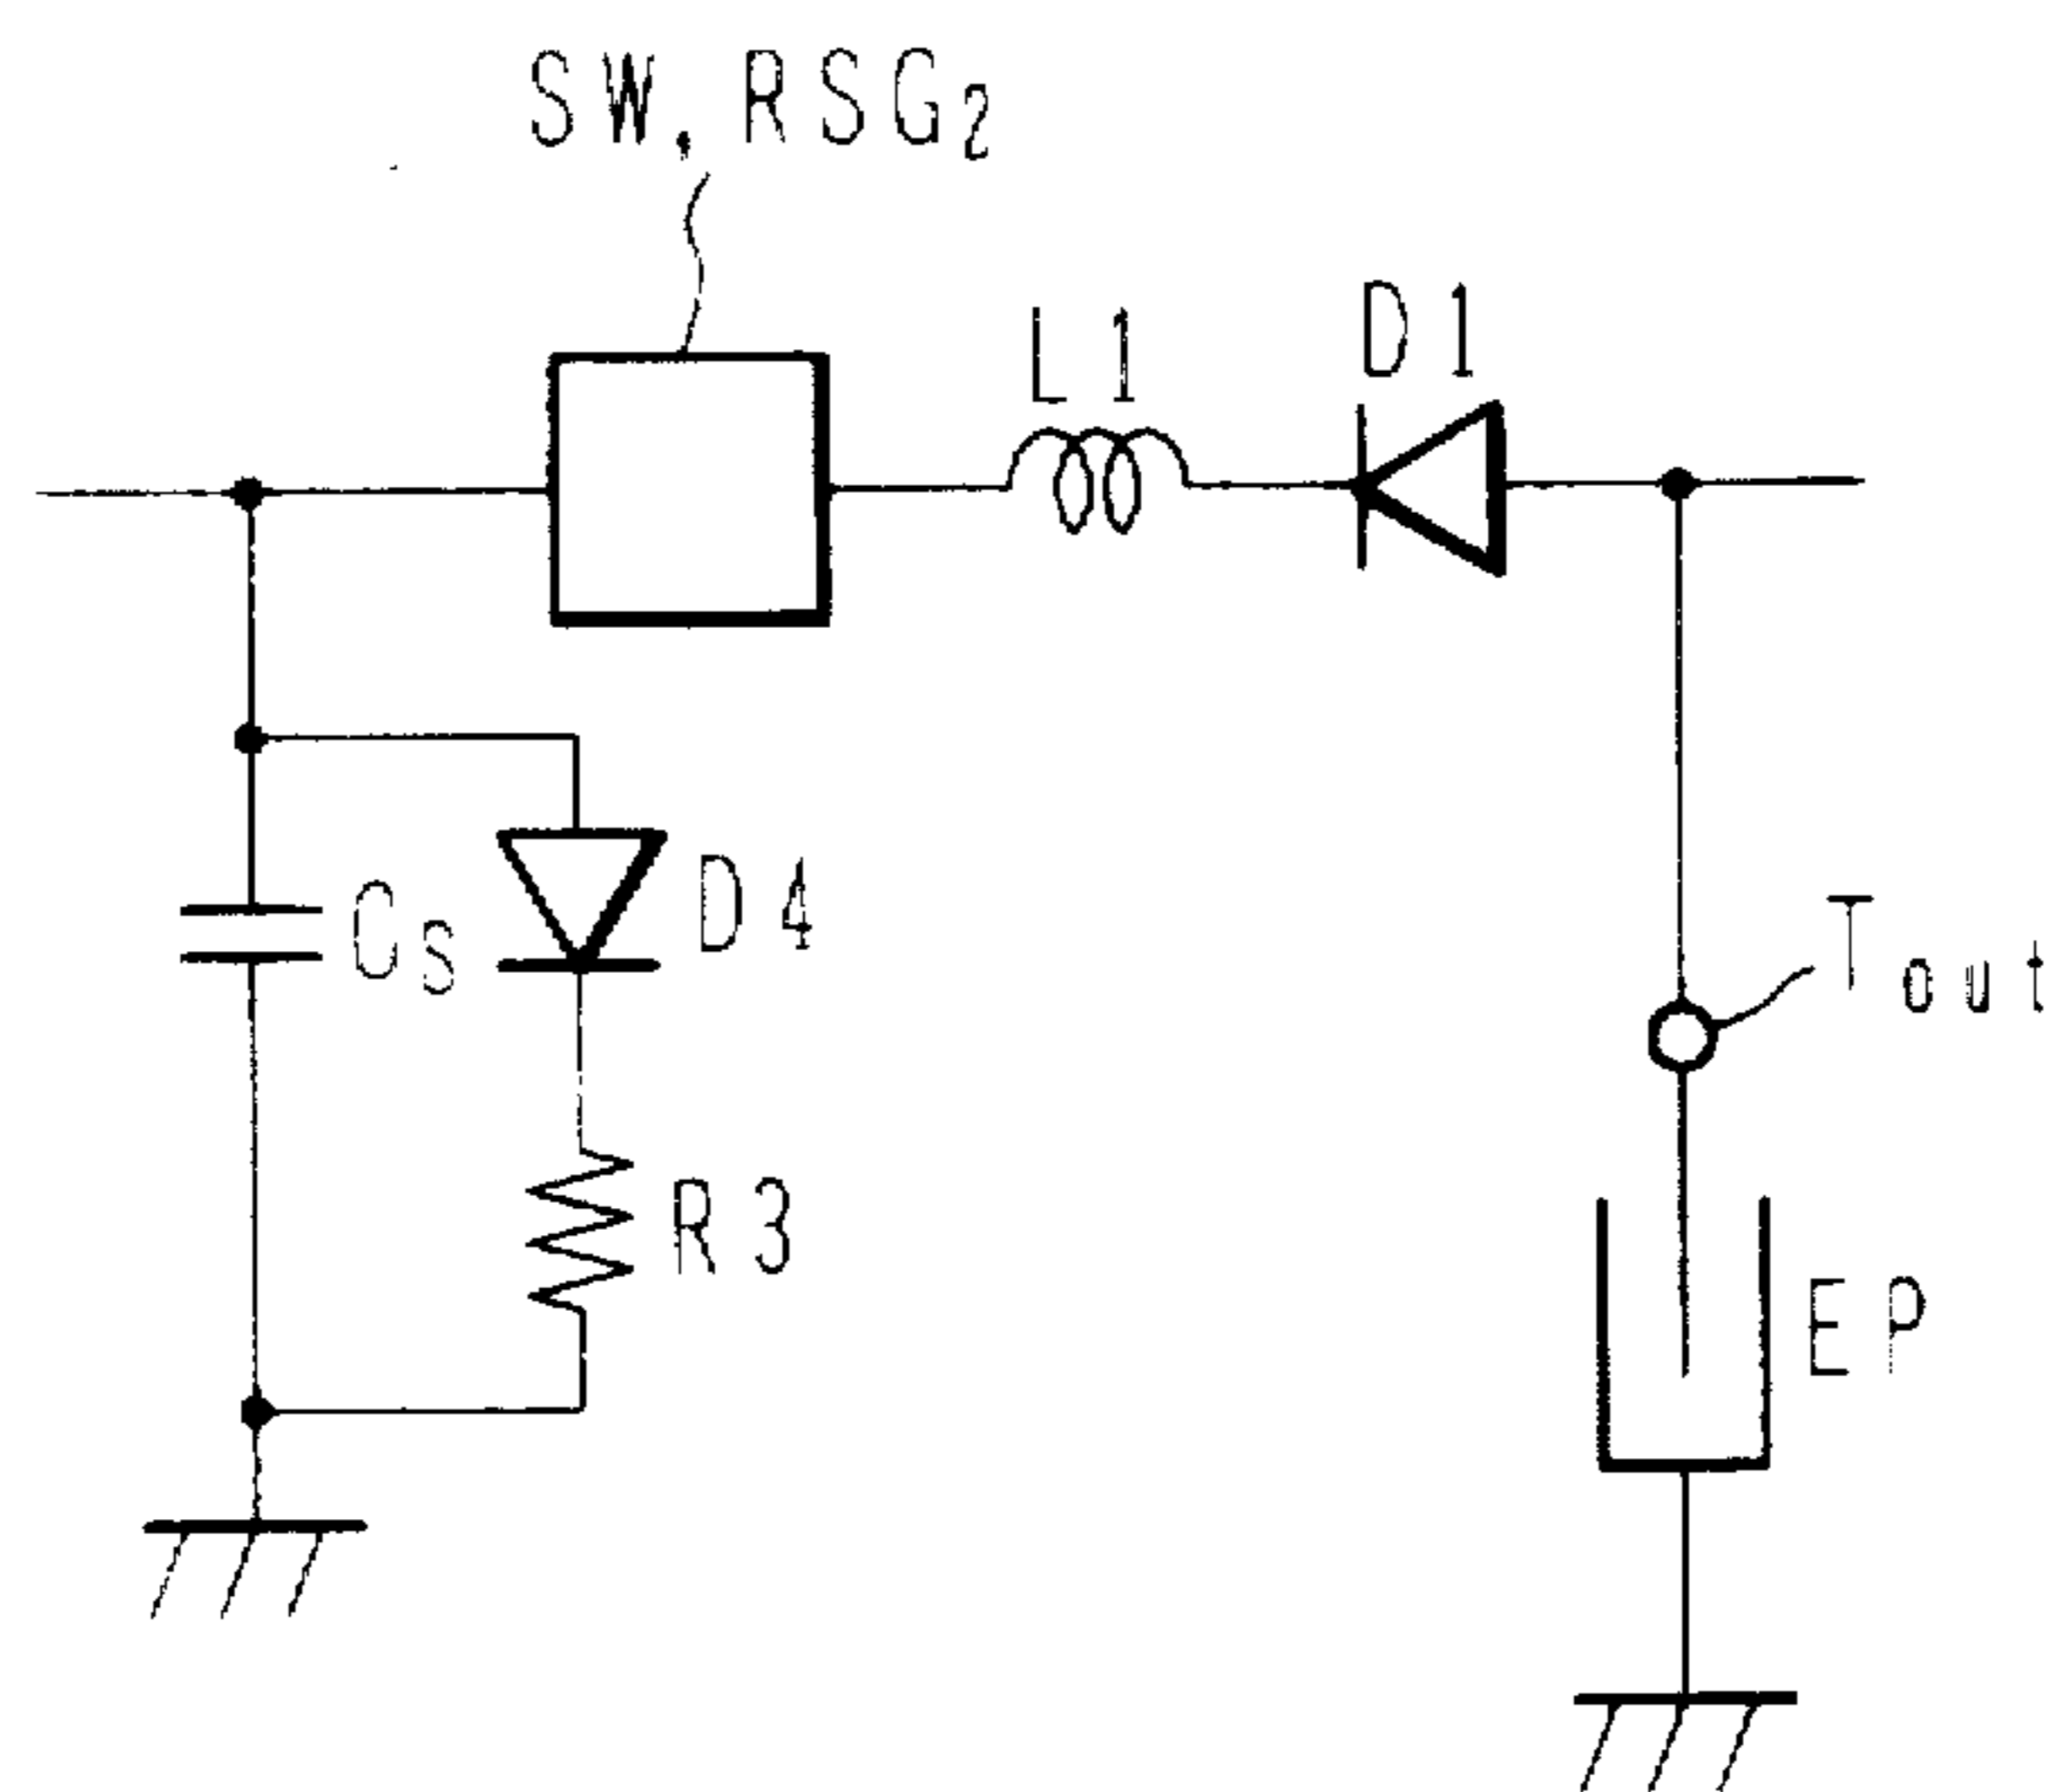 SW, RSG2
L1
D1
CS
D4
Tout
R3
EP